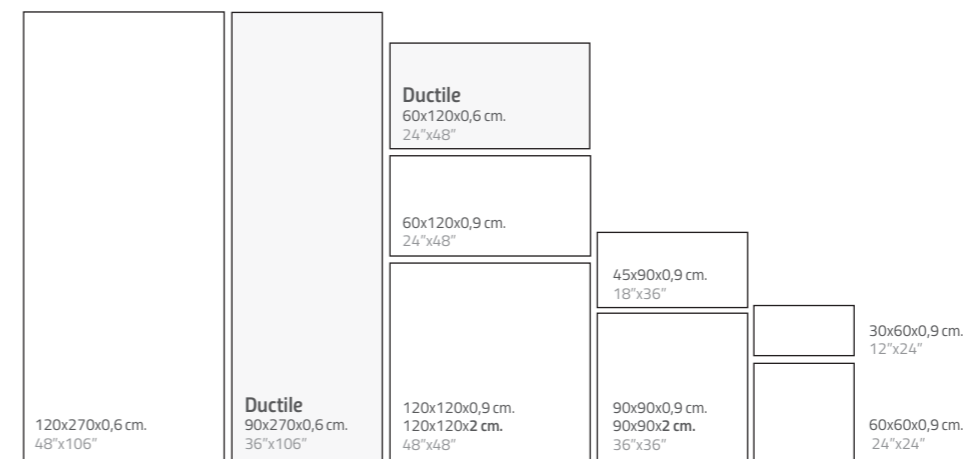 120x270x0,6 cm.
48”x106”
Ductile
90x270x0,6 cm.
36”x106”
Ductile
60x120x0,6 cm.
24”x48”
60x120x0,9 cm.
24”x48”
120x120x0,9 cm.
120x120x2 cm.
48”x48”
45x90x0,9 cm.
18”x36”
90x90x0,9 cm.
90x90x2 cm.
36”x36”
30x60x0,9 cm.
12”x24”
60x60x0,9 cm.
24”x24”